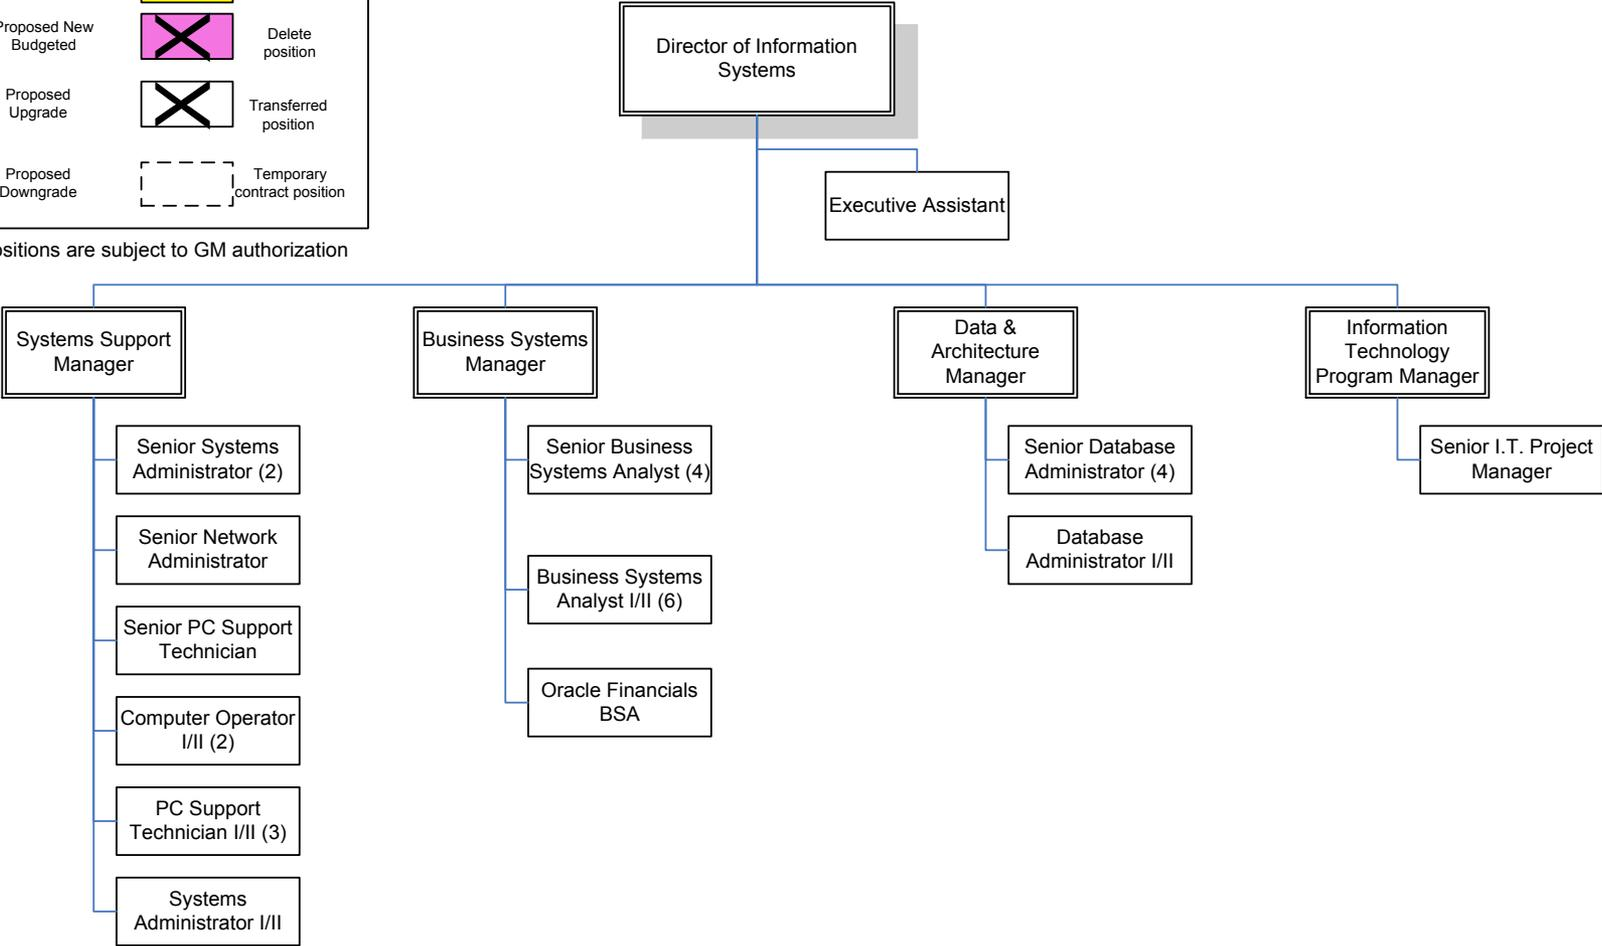 Proposed New
Budgeted
Delete
position
Proposed
Upgrade
Transferred
position
Proposed
Downgrade
Temporary
contract position
are subject to GM authorization
Director of Information
Systems
Executive Assistant
Systems Support
Manager
Senior Systems
Administrator (2)
Senior Network
Administrator
Senior PC Support
Technician
Computer Operator
I/II (2)
PC Support
Technician I/II (3)
Systems
Administrator I/II
Business Systems
Manager
Senior Business
Systems Analyst (4)
Business Systems
Analyst I/II (6)
Oracle Financials
BSA
Data &
Architecture
Manager
Senior Database
Administrator (4)
Database
Administrator I/II
Information
Technology
Program Manager
Senior I.T. Project
Manager